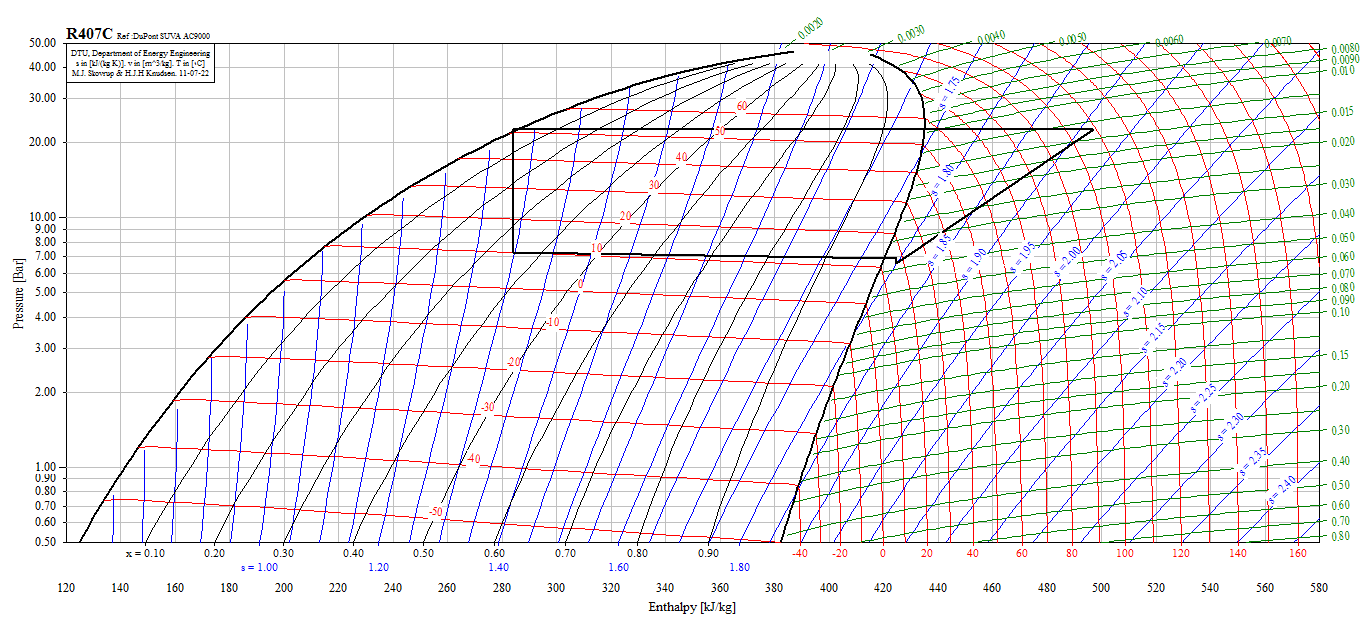 R407C Ref :DuPont SUVA AC9000
DTU, Department of Energy Engineering
s in [kJ/(kg K)]. v in [m^3/kg]. T in [ºC]
M.J. Skovrup & H.J.H Knudsen. 11-07-22
0.0020
0.0030
0.0040
0.0050
0.0060
0.0070
0.0080
0.0090
0.010
0.015
0.020
0.030
0.040
0.050
0.060
0.070
0.080
0.090
0.10
0.15
0.20
0.30
0.40
0.50
0.60
0.70
0.80
50.00
40.00
30.00
20.00
10.00
9.00
8.00
7.00
6.00
5.00
4.00
3.00
2.00
1.00
0.90
0.80
0.70
0.60
0.50
Pressure [Bar]
60
50
40
30
20
10
0
-10
-20
-30
-40
-50
s = 1.75
s = 1.80
s = 1.85
s = 1.90
s = 1.95
s = 2.00
s = 2.05
s = 2.10
s = 2.15
s = 2.20
s = 2.25
s = 2.30
s = 2.35
s = 2.40
x = 0.10 0.20 0.30 0.40 0.50 0.60 0.70 0.80 0.90 -40 -20 0 20 40 60 80 100 120 140 160
s = 1.00 1.20 1.40 1.60 1.80
120 140 160 180 200 220 240 260 280 300 320 340 360 380 400 420 440 460 480 500 520 540 560 580
Enthalpy [kJ/kg]